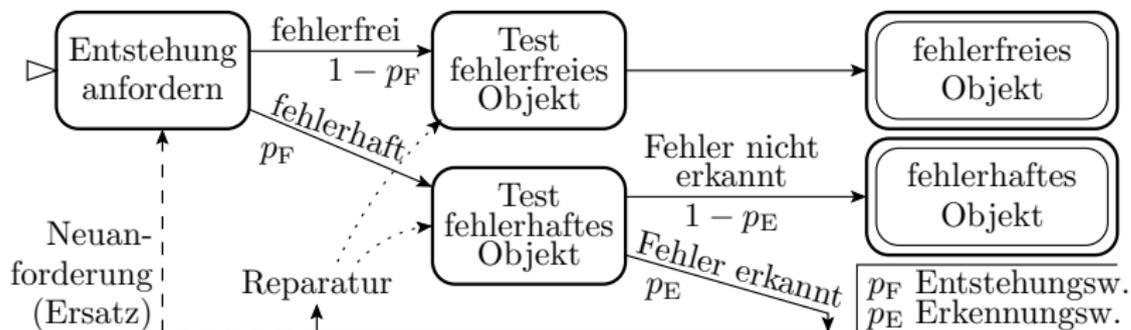 Entstehung
anfordern
fehlerfrei
1 − pF
fehlerhaft
pF
Test
fehlerfreies
Objekt
fehlerfreies
Objekt
Test
fehlerhaftes
Objekt
Fehler nicht
erkannt
1 − pE
fehlerhaftes
Objekt
Fehler erkannt
pE
Neuan-
forderung
(Ersatz)
Reparatur
pF Entstehungsw.
pE Erkennungsw.